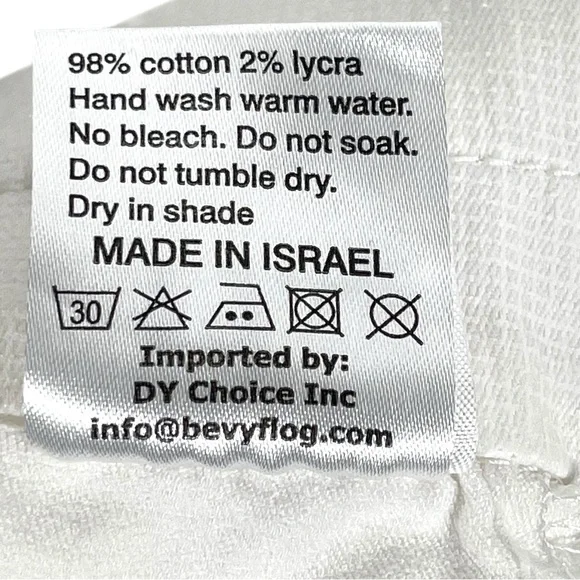 98% cotton 2% lycra
Hand wash warm water.
No bleach. Do not soak.
Do not tumble dry.
Dry in shade
MADE IN ISRAEL
30
Imported by:
DY Choice Inc
info@bevyflog.com